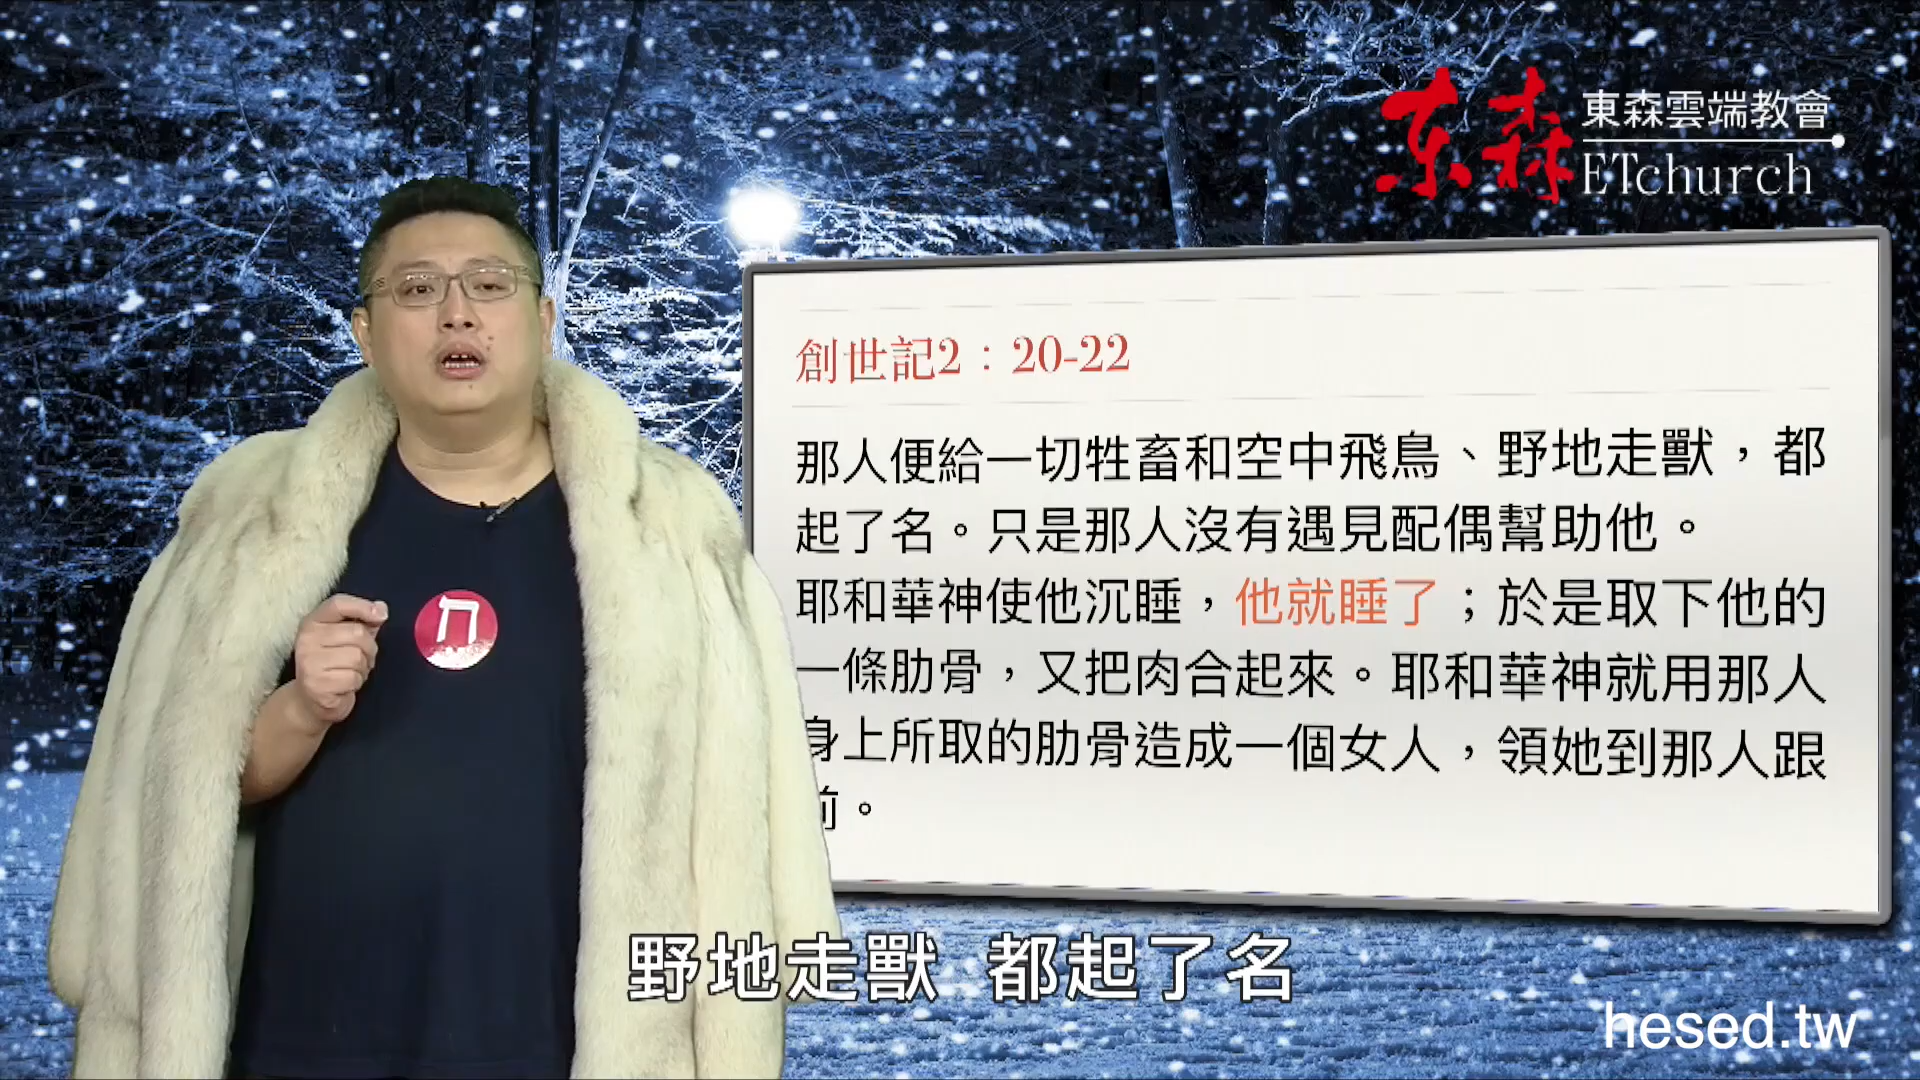 东森
東森雲端教會
ETchurch
創世記2：20-22
那人便給一切牲畜和空中飛鳥、野地走獸，都
起了名。只是那人沒有遇見配偶幫助他。
耶和華神使他沉睡，他就睡了；於是取下他的
一條肋骨，又把肉合起來。耶和華神就用那人
身上所取的肋骨造成一個女人，領她到那人跟
前。
ח
野地走獸 都起了名
hesed.tw